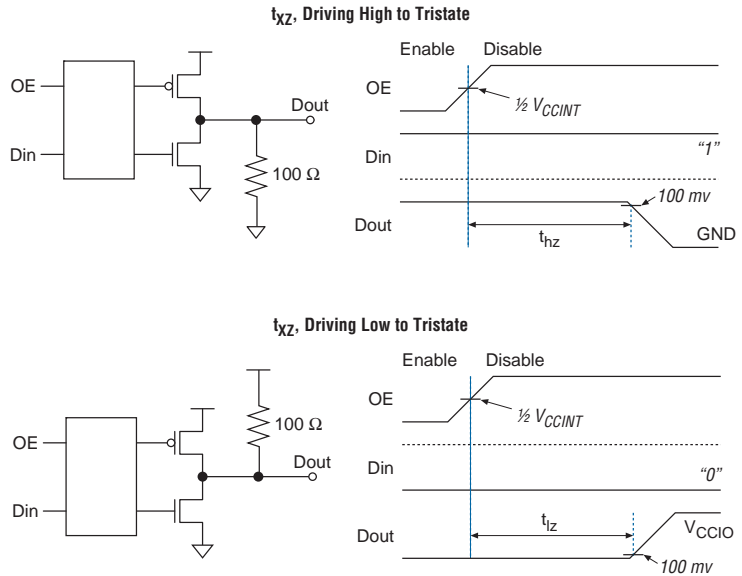 tXZ, Driving High to Tristate
Enable Disable
OE
½ VCCINT
OE
Dout
Din
"1"
Din
100 Ω
100 mv
Dout
thz
GND
tXZ, Driving Low to Tristate
Enable Disable
OE
½ VCCINT
100 Ω
OE
Dout
Din
"0"
Din
tlz
Dout
VCCIO
100 mv